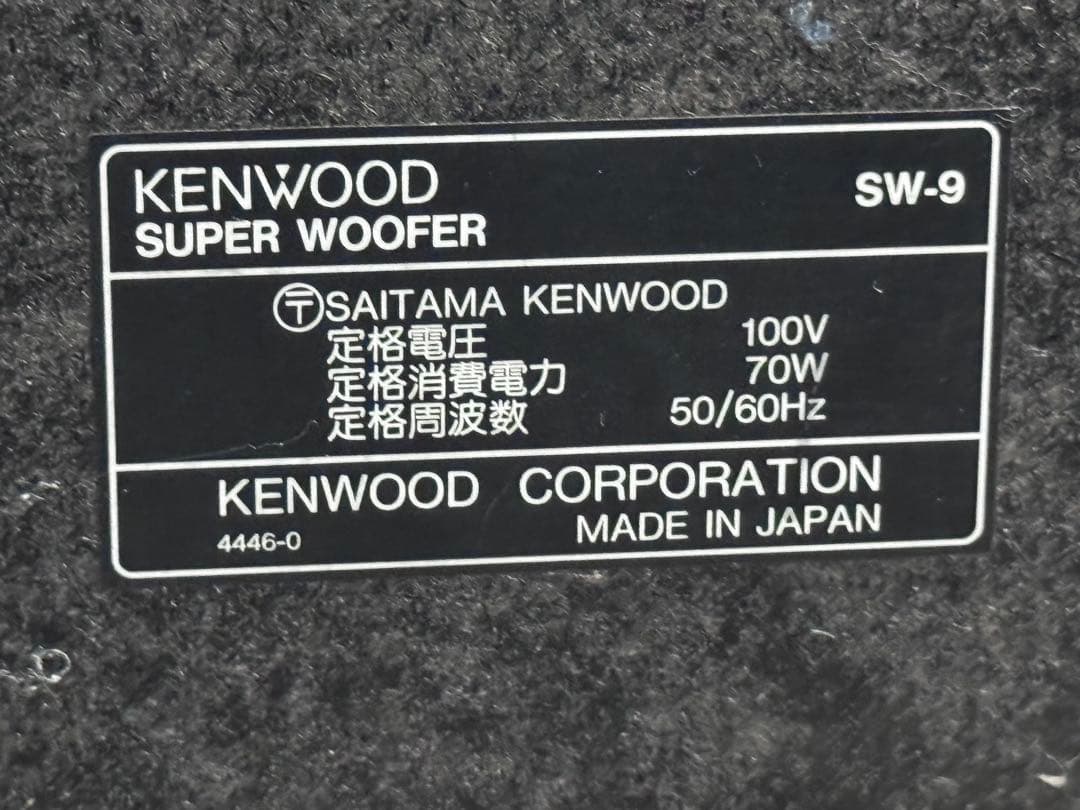 KENWOOD SW-9
SUPER WOOFER
〶SAITAMA KENWOOD
定格電圧 100V
定格消費電力 70W
定格周波数 50/60Hz
KENWOOD CORPORATION
4446-0 MADE IN JAPAN